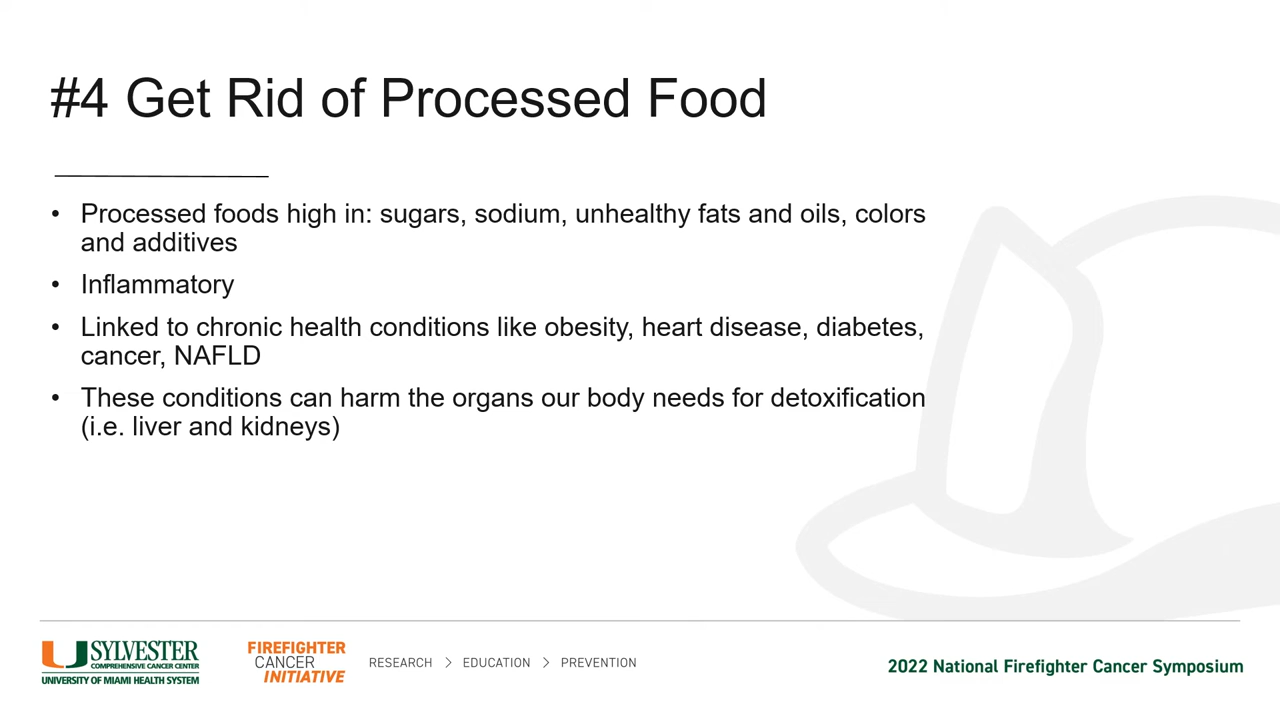 #4 Get Rid of Processed Food
• Processed foods high in: sugars, sodium, unhealthy fats and oils, colors
and additives
• Inflammatory
• Linked to chronic health conditions like obesity, heart disease, diabetes,
cancer, NAFLD
• These conditions can harm the organs our body needs for detoxification
(i.e. liver and kidneys)
SYLVESTER
COMPREHENSIVE CANCER CENTER
UNIVERSITY OF MIAMI HEALTH SYSTEM
FIREFIGHTER
CANCER
INITIATIVE
RESEARCH > EDUCATION > PREVENTION
2022 National Firefighter Cancer Symposium